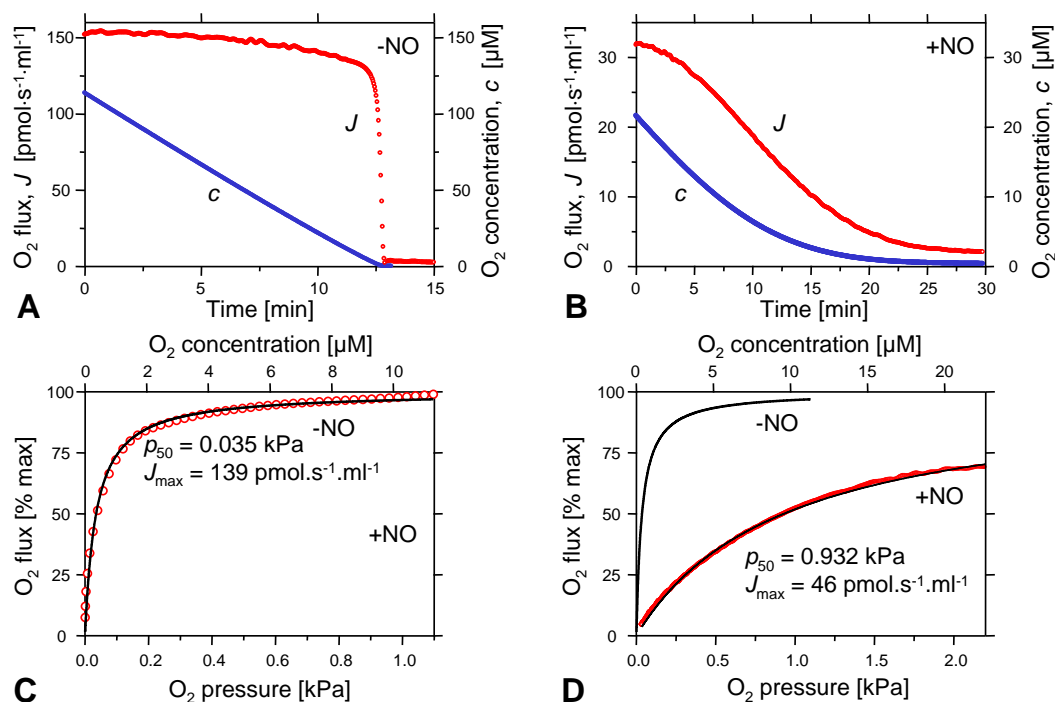 -NO
J
c
O₂ flux, J [pmol·s⁻¹·ml⁻¹]
0
50
100
150
O₂ concentration, c [µM]
0
50
100
150
0
5
10
15
Time [min]
A
+NO
J
c
O₂ flux, J [pmol·s⁻¹·ml⁻¹]
0
10
20
30
O₂ concentration, c [µM]
0
10
20
30
0
5
10
15
20
25
30
Time [min]
B
O₂ concentration [µM]
0 2 4 6 8 10
100
75
50
25
0
O₂ flux [% max]
-NO
p₅₀ = 0.035 kPa
Jmax = 139 pmol.s⁻¹.ml⁻¹
+NO
0.0 0.2 0.4 0.6 0.8 1.0
O₂ pressure [kPa]
C
O₂ concentration [µM]
0 5 10 15 20
100
75
50
25
0
O₂ flux [% max]
-NO
+NO
p₅₀ = 0.932 kPa
Jmax = 46 pmol.s⁻¹.ml⁻¹
0.0 0.5 1.0 1.5 2.0
O₂ pressure [kPa]
D